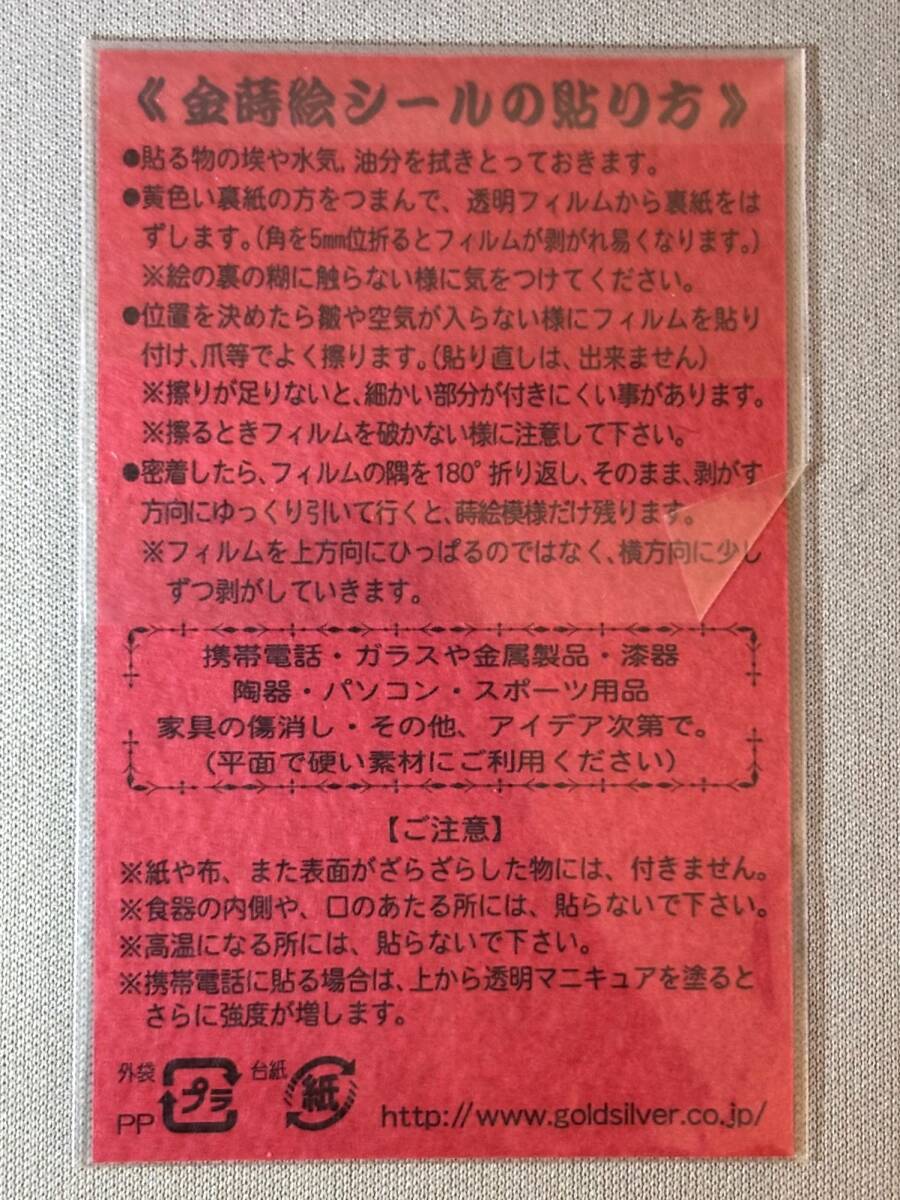 《金蒔絵シールの貼り方》
●貼る物の埃や水気,油分を拭きとっておきます。
●黄色い裏紙の方をつまんで、透明フィルムから裏紙をは
ずします。(角を5mm位折るとフィルムが剥がれ易くなります。)
※絵の裏の糊に触らない様に気をつけてください。
●位置を決めたら皺や空気が入らない様にフィルムを貼り
付け、爪等でよく擦ります。(貼り直しは、出来ません)
※擦りが足りないと、細かい部分が付きにくい事があります。
※擦るときフィルムを破かない様に注意して下さい。
●密着したら、フィルムの隅を180°折り返し、そのまま、剥がす
方向にゆっくり引いて行くと、蒔絵模様だけ残ります。
※フィルムを上方向にひっぱるのではなく、横方向に少し
ずつ剥がしていきます。
携帯電話・ガラスや金属製品・漆器
陶器・パソコン・スポーツ用品
家具の傷消し・その他、アイデア次第で。
(平面で硬い素材にご利用ください)
【ご注意】
※紙や布、また表面がざらざらした物には、付きません。
※食器の内側や、口のあたる所には、貼らないで下さい。
※高温になる所には、貼らないで下さい。
※携帯電話に貼る場合は、上から透明マニキュアを塗ると
さらに強度が増します。
外袋 プラ 台紙 紙
PP http://www.goldsilver.co.jp/